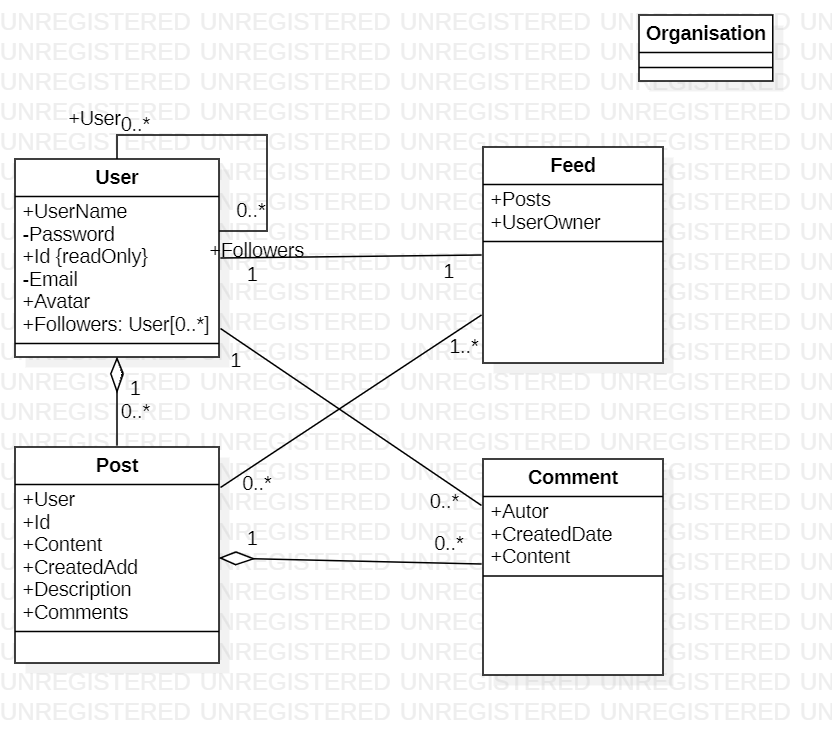 Organisation
+User
0..*
User
+UserName
-Password
+Id {readOnly}
-Email
+Avatar
+Followers: User[0..*]
0..*
+Followers
1
1
Feed
+Posts
+UserOwner
1
0..*
1
1..*
0..*
0..*
Post
+User
+Id
+Content
+CreatedAdd
+Description
+Comments
1
0..*
Comment
+Autor
+CreatedDate
+Content
UNREGISTERED UNREGISTERED UNREGISTERED UNREGISTERED UN